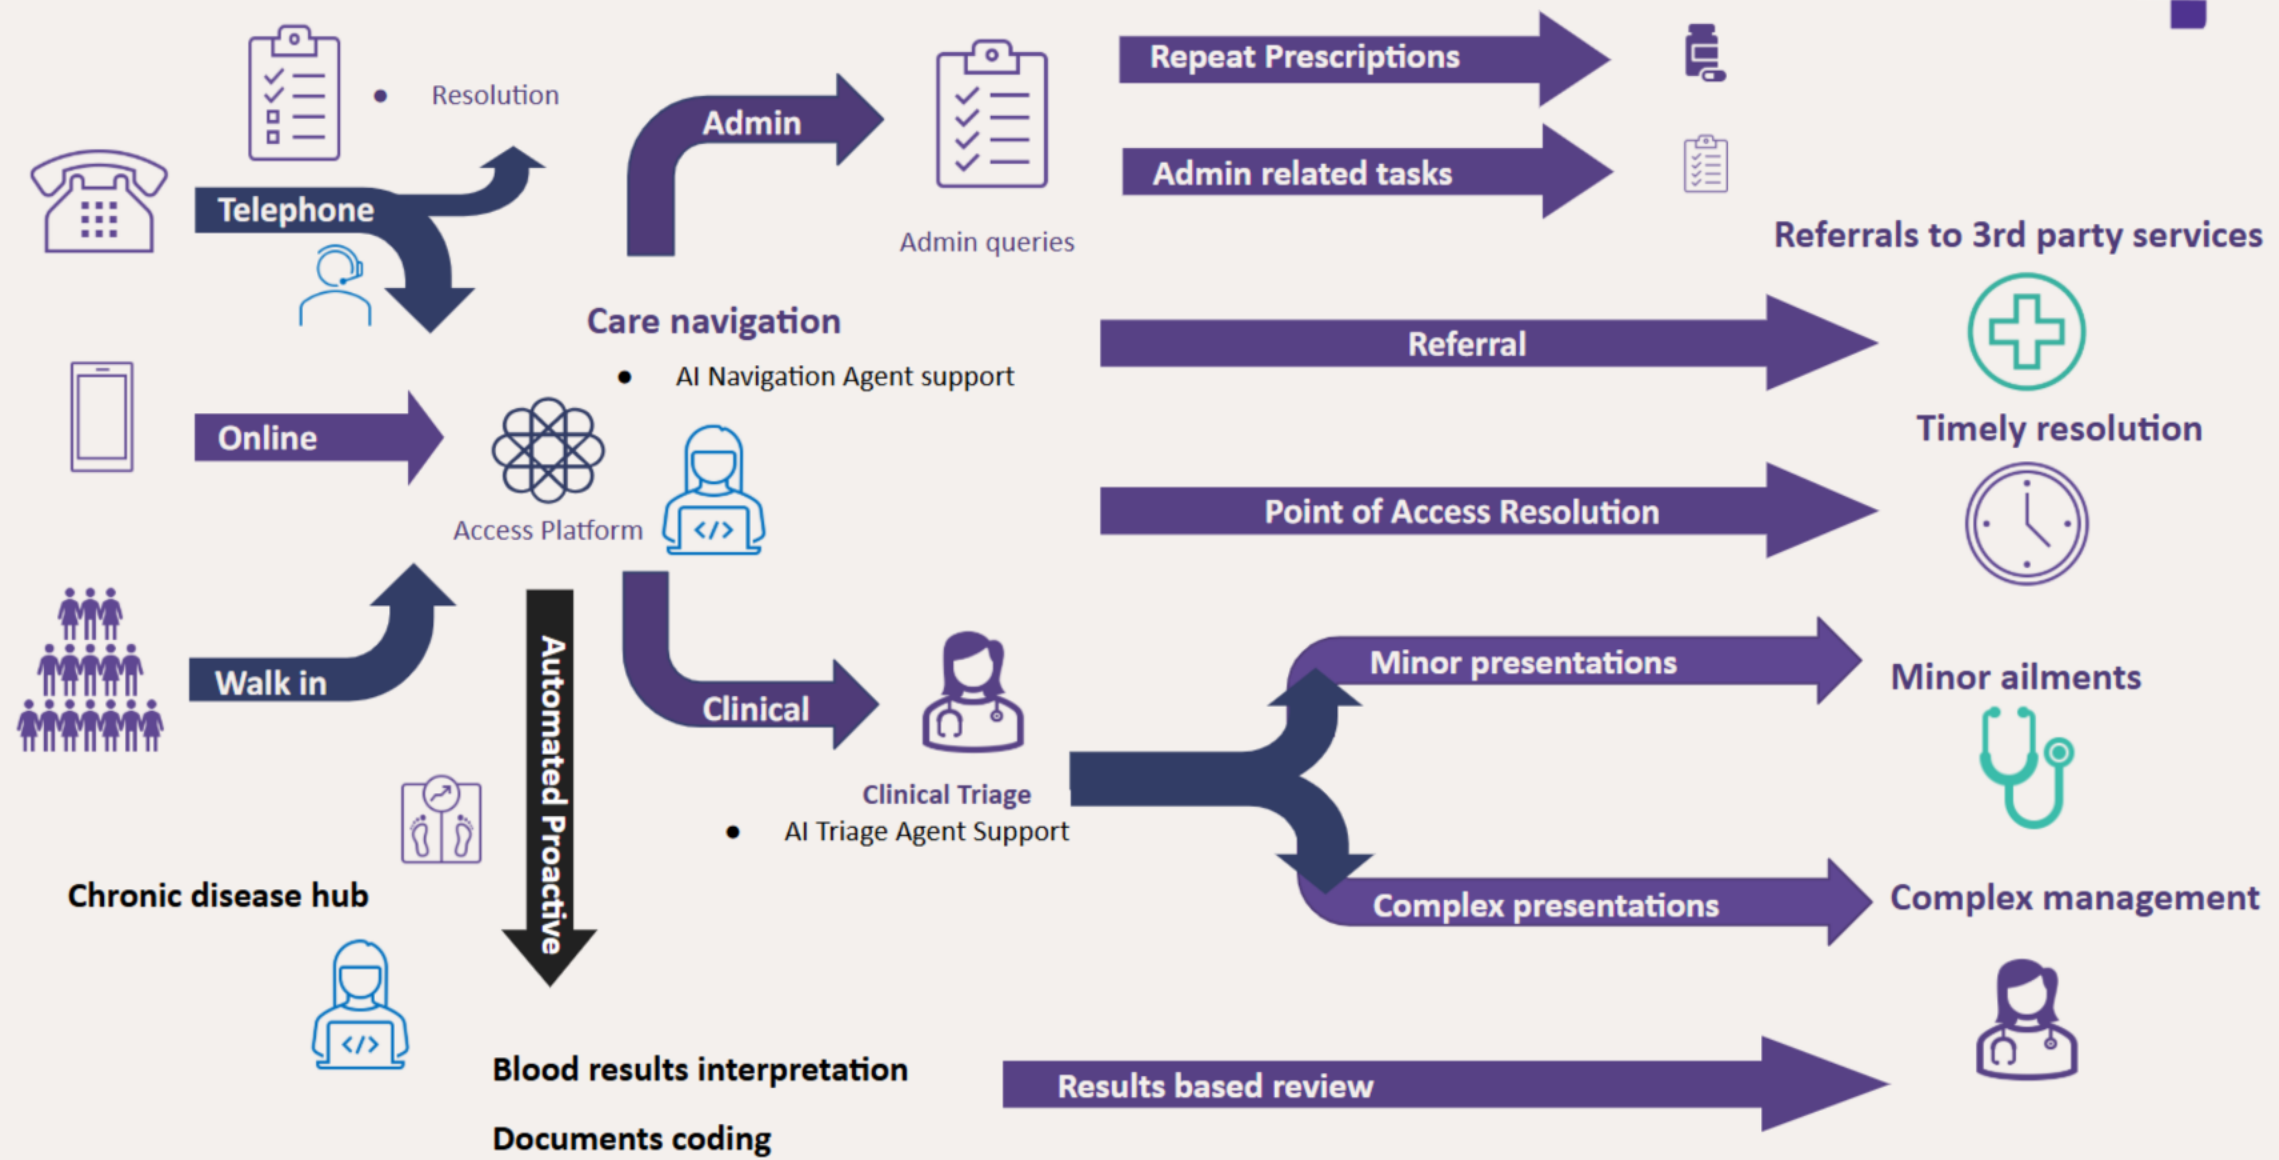 Resolution
Telephone
Admin
Admin queries
Repeat Prescriptions
Admin related tasks
Referrals to 3rd party services
Care navigation
AI Navigation Agent support
Referral
Online
Access Platform
</>
Timely resolution
Point of Access Resolution
Walk in
Automated Proactive
Clinical
Clinical Triage
AI Triage Agent Support
Minor presentations
Minor ailments
Complex presentations
Complex management
Chronic disease hub
</>
Blood results interpretation
Documents coding
Results based review